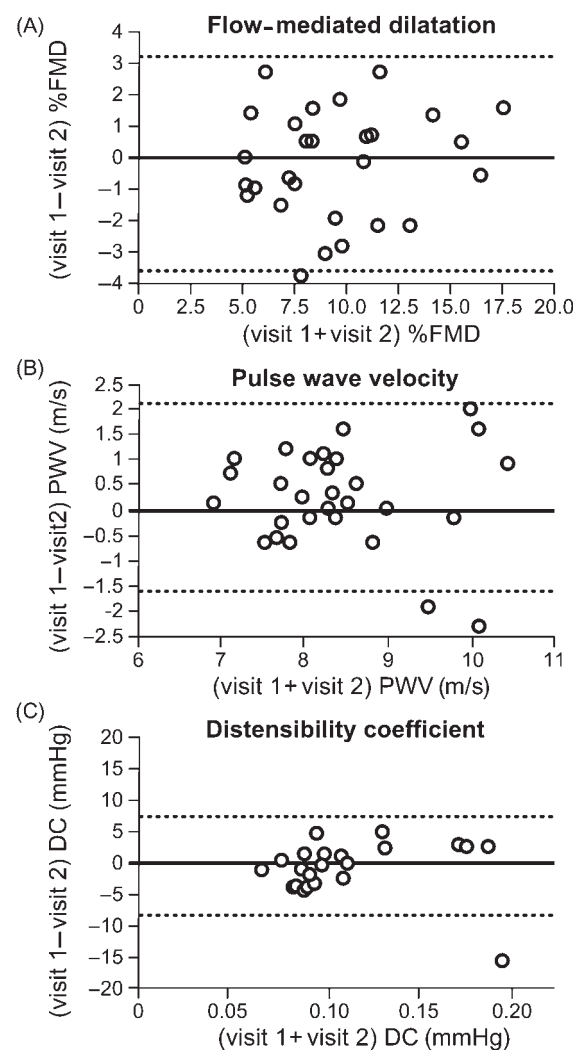 (A) Flow-mediated dilatation
(visit 1−visit 2) %FMD
4
3
2
1
0
−1
−2
−3
−4
0 2.5 5.0 7.5 10.0 12.5 15.0 17.5 20.0
(visit 1+visit 2) %FMD
(B) Pulse wave velocity
(visit 1−visit2) PWV (m/s)
2.5
2
1.5
1
0.5
0
−0.5
−1
−1.5
-2
−2.5
6 7 8 9 10 11
(visit 1+visit 2) PWV (m/s)
(C) Distensibility coefficient
(visit 1−visit 2) DC (mmHg)
20
15
10
5
0
−5
−10
−15
−20
0 0.05 0.10 0.15 0.20
(visit 1+visit 2) DC (mmHg)